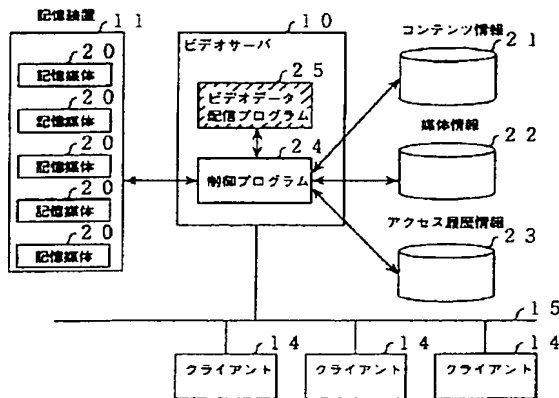 記憶装置
１１
２０
記憶媒体
２０
記憶媒体
２０
記憶媒体
２０
記憶媒体
２０
記憶媒体
１０
ビデオサーバ
２５
ビデオデータ
配信プログラム
２４
制御プログラム
コンテンツ情報
２１
媒体情報
２２
アクセス履歴情報
２３
１５
１４
クライアント
１４
クライアント
１４
クライアント